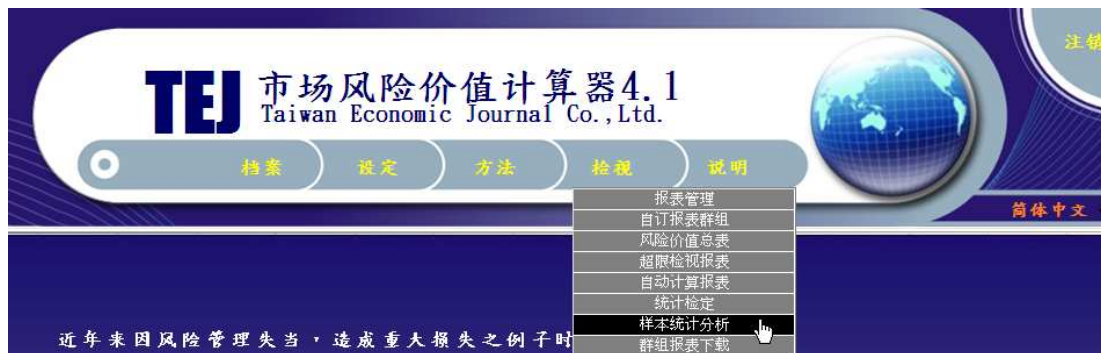 注销
TEJ 市场风险价值计算器4.1
Taiwan Economic Journal Co.,Ltd.
档案 设定 方法 检视 说明
简体中文
报表管理
自订报表群组
风险价值总表
超限检视报表
自动计算报表
统计检定
样本统计分析
群组报表下载
近年来因风险管理失当，造成重大损失之例子时